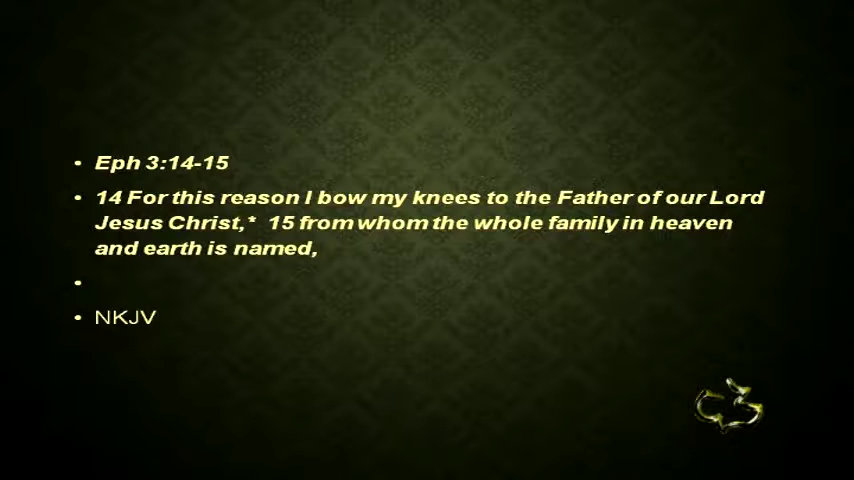 • Eph 3:14-15
• 14 For this reason I bow my knees to the Father of our Lord
Jesus Christ,* 15 from whom the whole family in heaven
and earth is named,
•
• NKJV
C3